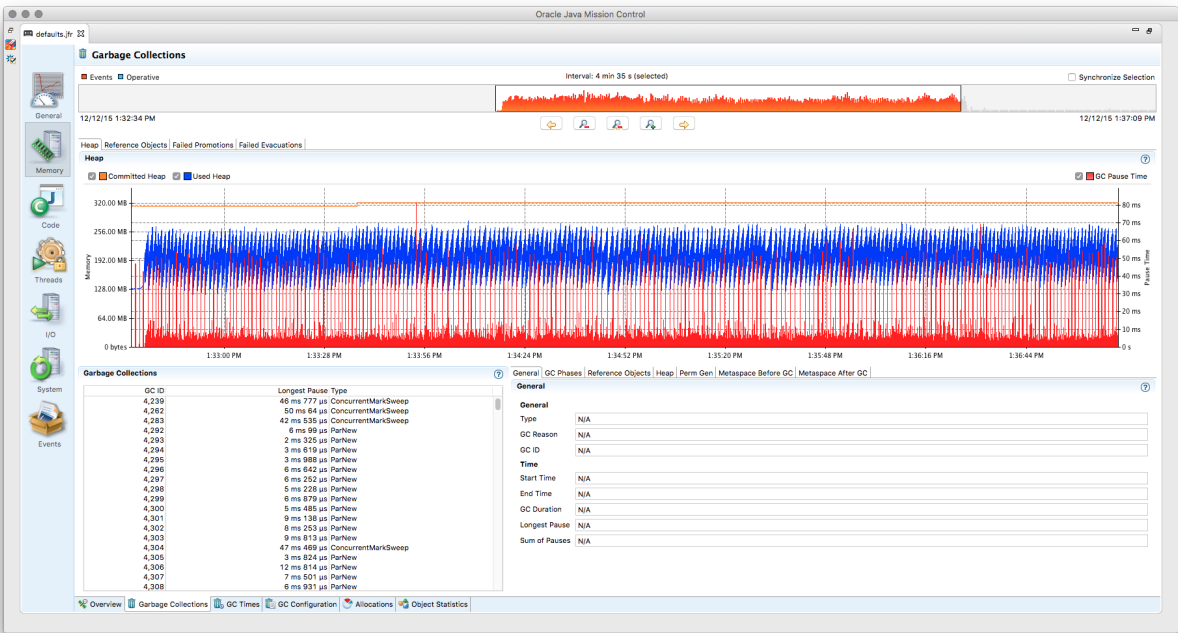 Oracle Java Mission Control
defaults.jfr
Garbage Collections
Events Operative
Interval: 4 min 35 s (selected)
Synchronize Selection
12/12/15 1:32:34 PM
12/12/15 1:37:09 PM
General
Memory
Code
Threads
I/O
System
Events
Heap Reference Objects Failed Promotions Failed Evacuations
Heap
Committed Heap Used Heap
GC Pause Time
320.00 MB
256.00 MB
192.00 MB
128.00 MB
64.00 MB
0 bytes
Memory
80 ms
70 ms
60 ms
50 ms
40 ms
30 ms
20 ms
10 ms
0 s
Pause Time
1:33:00 PM 1:33:28 PM 1:33:56 PM 1:34:24 PM 1:34:52 PM 1:35:20 PM 1:35:48 PM 1:36:16 PM 1:36:44 PM
Garbage Collections
GC ID Longest Pause Type
4,239 46 ms 777 µs ConcurrentMarkSweep
4,262 50 ms 64 µs ConcurrentMarkSweep
4,283 42 ms 535 µs ConcurrentMarkSweep
4,292 6 ms 99 µs ParNew
4,293 2 ms 325 µs ParNew
4,294 3 ms 619 µs ParNew
4,295 3 ms 988 µs ParNew
4,296 6 ms 642 µs ParNew
4,297 6 ms 252 µs ParNew
4,298 5 ms 228 µs ParNew
4,299 6 ms 879 µs ParNew
4,300 5 ms 485 µs ParNew
4,301 9 ms 138 µs ParNew
4,302 8 ms 253 µs ParNew
4,303 9 ms 813 µs ParNew
4,304 47 ms 469 µs ConcurrentMarkSweep
4,305 3 ms 824 µs ParNew
4,306 12 ms 814 µs ParNew
4,307 7 ms 501 µs ParNew
4,308 6 ms 931 µs ParNew
General GC Phases Reference Objects Heap Perm Gen Metaspace Before GC Metaspace After GC
General
General
Type N/A
GC Reason N/A
GC ID N/A
Time
Start Time N/A
End Time N/A
GC Duration N/A
Longest Pause N/A
Sum of Pauses N/A
Overview Garbage Collections GC Times GC Configuration Allocations Object Statistics